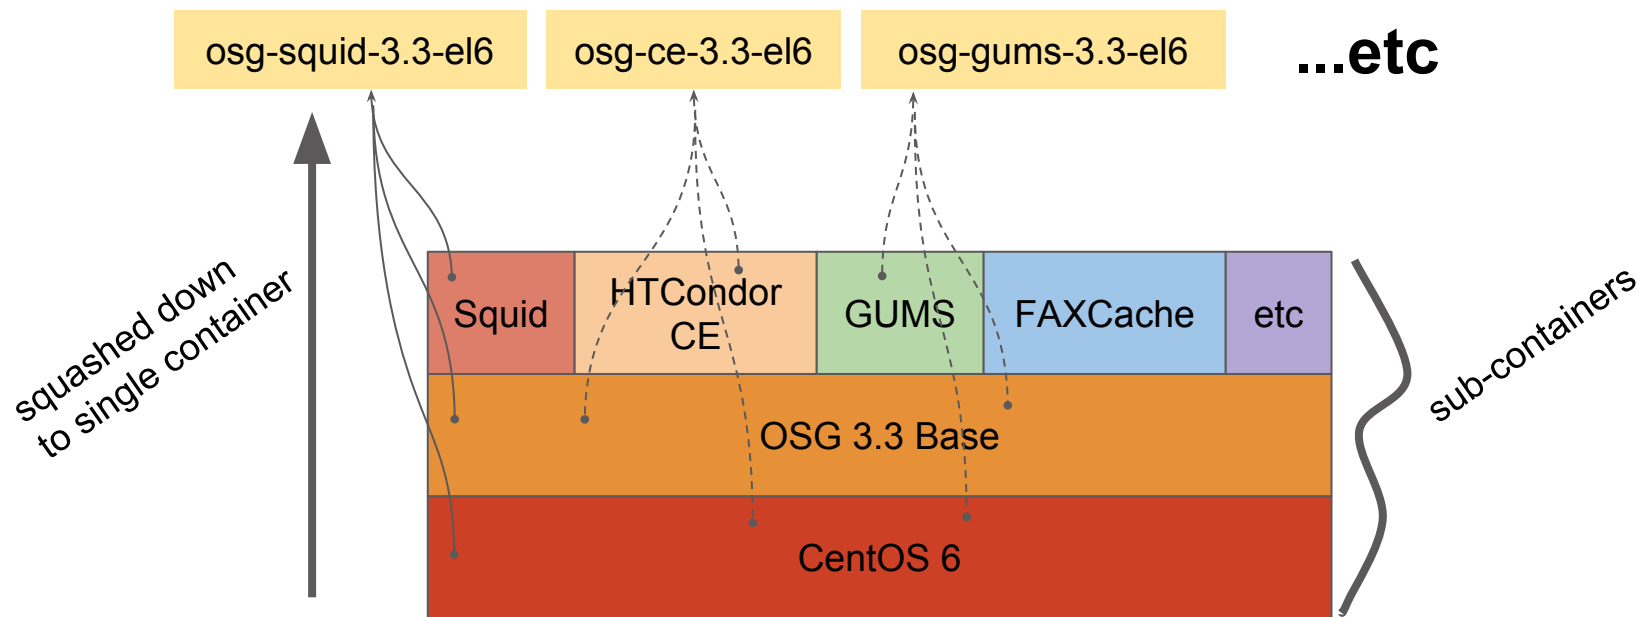 osg-squid-3.3-el6
osg-ce-3.3-el6
osg-gums-3.3-el6
...etc
squashed down
to single container
Squid
HTCondor
CE
GUMS
FAXCache
etc
sub-containers
OSG 3.3 Base
CentOS 6